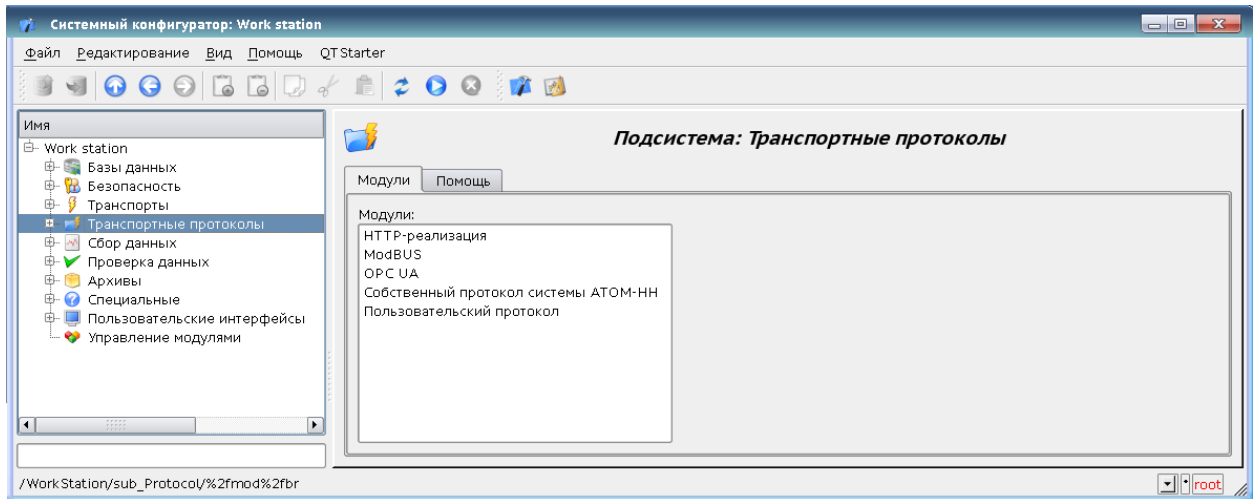 Системный конфигуратор: Work station
Файл Редактирование Вид Помощь QTStarter
Имя
Work station
Базы данных
Безопасность
Транспорты
Транспортные протоколы
Сбор данных
Проверка данных
Архивы
Специальные
Пользовательские интерфейсы
Управление модулями
Подсистема: Транспортные протоколы
Модули Помощь
Модули:
HTTP-реализация
ModBUS
OPC UA
Собственный протокол системы АТОМ-НН
Пользовательский протокол
/WorkStation/sub_Protocol/%2fmod%2fbr
* root